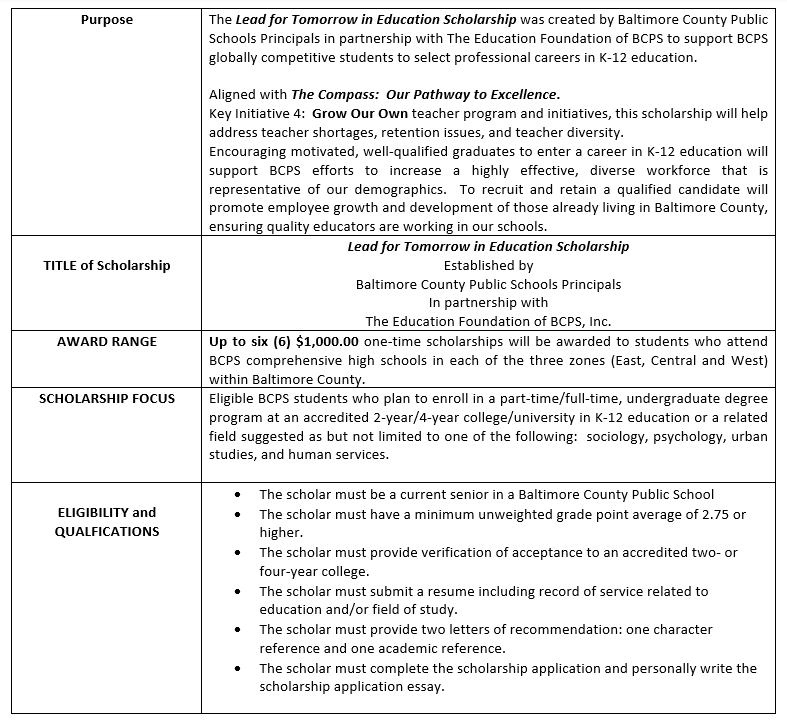 Purpose
The Lead for Tomorrow in Education Scholarship was created by Baltimore County Public
Schools Principals in partnership with The Education Foundation of BCPS to support BCPS
globally competitive students to select professional careers in K-12 education.
Aligned with The Compass: Our Pathway to Excellence.
Key Initiative 4: Grow Our Own teacher program and initiatives, this scholarship will help
address teacher shortages, retention issues, and teacher diversity.
Encouraging motivated, well-qualified graduates to enter a career in K-12 education will
support BCPS efforts to increase a highly effective, diverse workforce that is
representative of our demographics. To recruit and retain a qualified candidate will
promote employee growth and development of those already living in Baltimore County,
ensuring quality educators are working in our schools.
TITLE of Scholarship
Lead for Tomorrow in Education Scholarship
Established by
Baltimore County Public Schools Principals
In partnership with
The Education Foundation of BCPS, Inc.
AWARD RANGE
Up to six (6) $1,000.00 one-time scholarships will be awarded to students who attend
BCPS comprehensive high schools in each of the three zones (East, Central and West)
within Baltimore County.
SCHOLARSHIP FOCUS
Eligible BCPS students who plan to enroll in a part-time/full-time, undergraduate degree
program at an accredited 2-year/4-year college/university in K-12 education or a related
field suggested as but not limited to one of the following: sociology, psychology, urban
studies, and human services.
ELIGIBILITY and
QUALFICATIONS
• The scholar must be a current senior in a Baltimore County Public School
• The scholar must have a minimum unweighted grade point average of 2.75 or
higher.
• The scholar must provide verification of acceptance to an accredited two- or
four-year college.
• The scholar must submit a resume including record of service related to
education and/or field of study.
• The scholar must provide two letters of recommendation: one character
reference and one academic reference.
• The scholar must complete the scholarship application and personally write the
scholarship application essay.